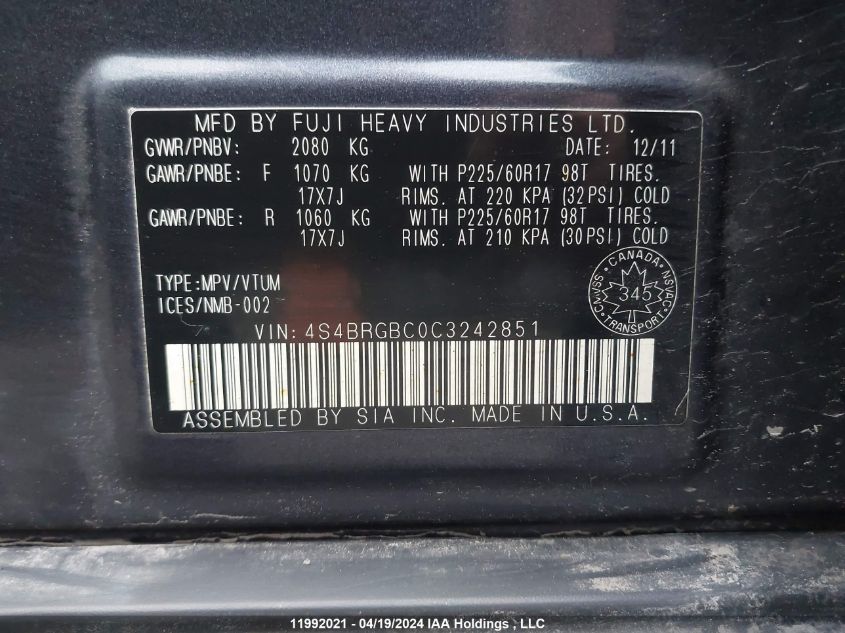 MFD BY FUJI HEAVY INDUSTRIES LTD.
GVWR/PNBV: 2080 KG DATE: 12/11
GAWR/PNBE: F 1070 KG WITH P225/60R17 98T TIRES.
17X7J RIMS. AT 220 KPA (32PSI) COLD
GAWR/PNBE: R 1060 KG WITH P225/60R17 98T TIRES.
17X7J RIMS. AT 210 KPA (30PSI) COLD
TYPE:MPV/VTUM
ICES/NMB-002
CANADA
CMVSS 345 NSVAC
TRANSPORT
VIN: 4S4BRGBC0C3242851
ASSEMBLED BY SIA INC. MADE IN U.S.A.
11992021 - 04/19/2024 IAA Holdings , LLC